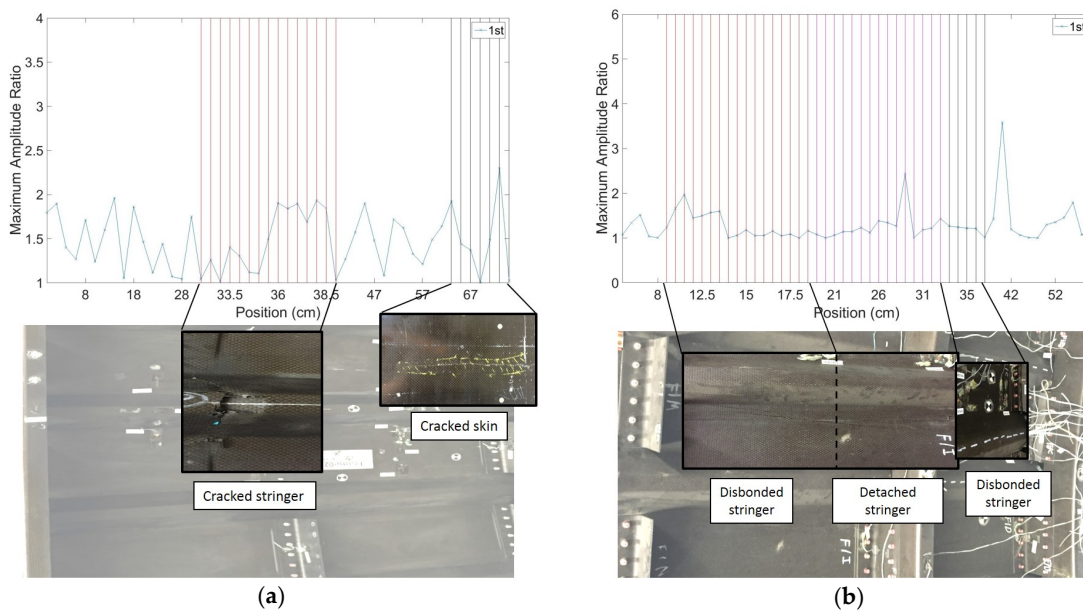 4
3.5
3
2.5
2
1.5
1
Maximum Amplitude Ratio
1st
8
18
28
33.5
36
38.5
47
57
67
Position (cm)
Cracked skin
Cracked stringer
(a)
6
5
4
3
2
1
0
Maximum Amplitude Ratio
1st
8
12.5
15
17.5
21
26
31
35
42
52
Position (cm)
F/M
F/I
Disbonded
stringer
Detached
stringer
Disbonded
stringer
F/I
F/D
F/N
(b)